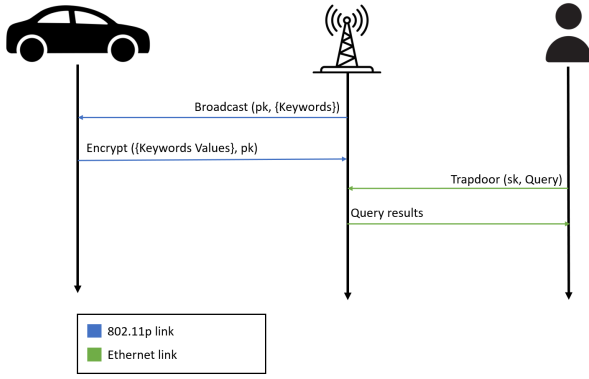 Broadcast (pk, {Keywords})
Encrypt ({Keywords Values}, pk)
Trapdoor (sk, Query)
Query results
802.11p link
Ethernet link